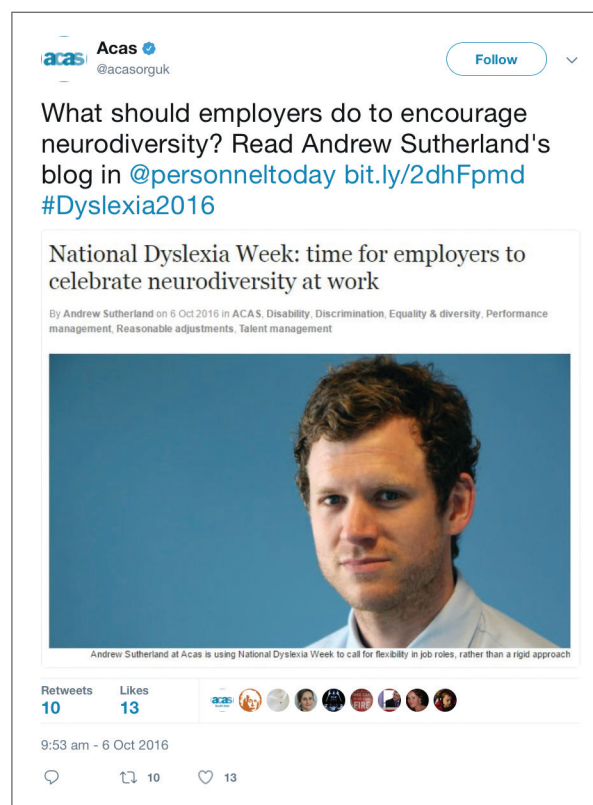 acas
Acas
@acasorguk
Follow
What should employers do to encourage
neurodiversity? Read Andrew Sutherland's
blog in @personneltoday bit.ly/2dhFpmd
#Dyslexia2016
National Dyslexia Week: time for employers to
celebrate neurodiversity at work
By Andrew Sutherland on 6 Oct 2016 in ACAS, Disability, Discrimination, Equality & diversity, Performance
management, Reasonable adjustments, Talent management
Andrew Sutherland at Acas is using National Dyslexia Week to call for flexibility in job roles, rather than a rigid approach
Retweets Likes
10 13
acas
FIRE
9:53 am - 6 Oct 2016
10 13